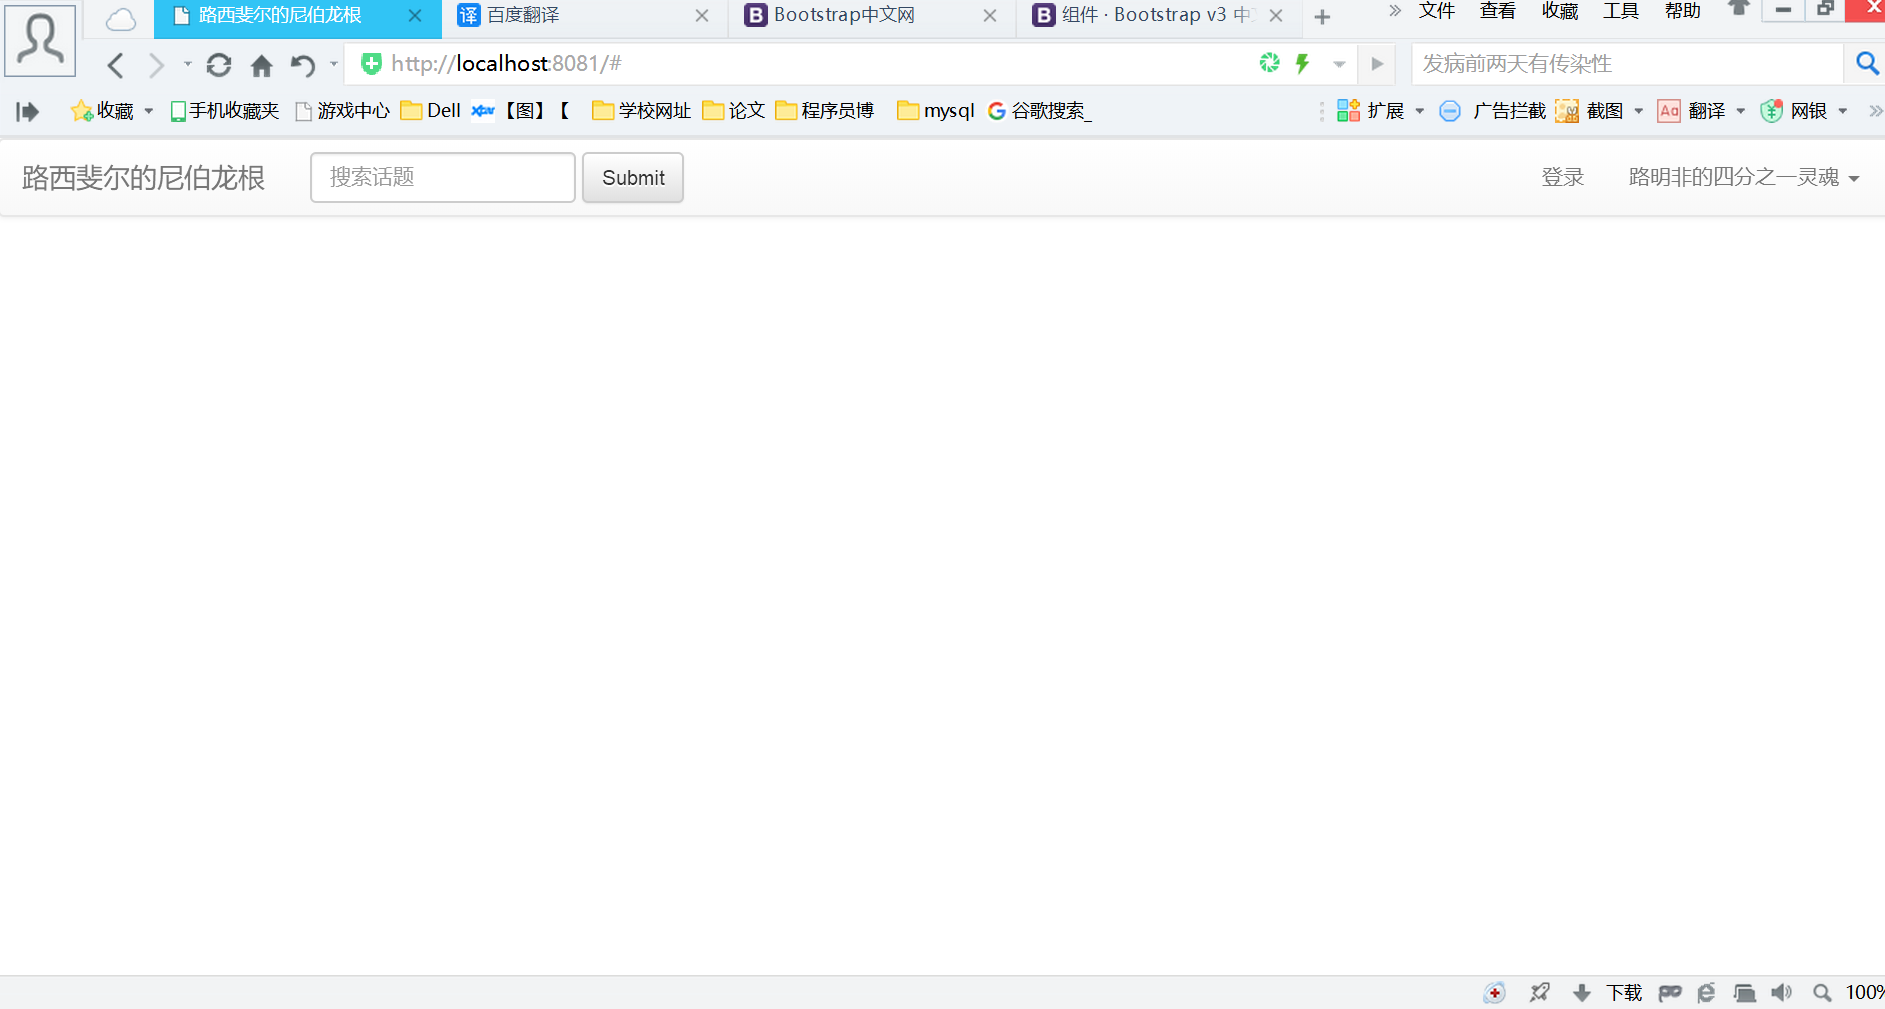 路西斐尔的尼伯龙根 百度翻译 Bootstrap中文网 组件 · Bootstrap v3 中 文件 查看 收藏 工具 帮助
http://localhost:8081/# 发病前两天有传染性
收藏 手机收藏夹 游戏中心 Dell 【图】【 学校网址 论文 程序员博 mysql 谷歌搜索_ 扩展 广告拦截 Aa 翻译 截图 网银
路西斐尔的尼伯龙根 搜索话题 Submit 登录 路明非的四分之一灵魂
下载 100%